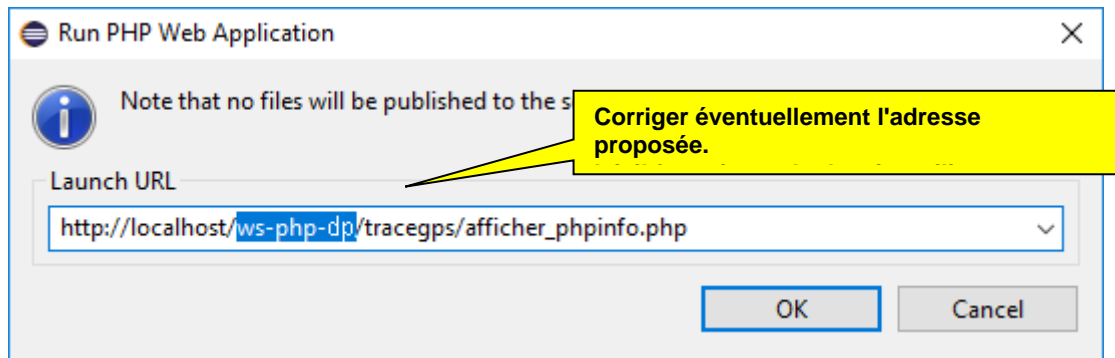 Run PHP Web Application
Note that no files will be published to the s
Corriger éventuellement l'adresse
proposée.
Launch URL
http://localhost/ws-php-dp/tracegps/afficher_phpinfo.php
OK
Cancel